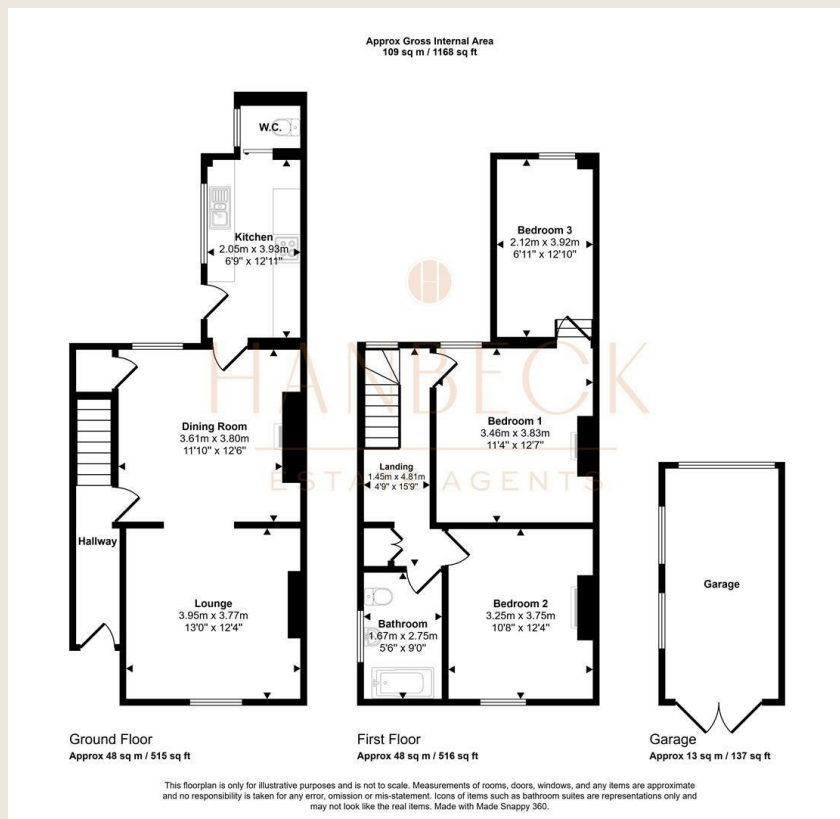 Approx Gross Internal Area
109 sq m / 1168 sq ft
W.C.
Kitchen
2.05m x 3.93m
6'9" x 12'11"
Dining Room
3.61m x 3.80m
11'10" x 12'6"
Hallway
Lounge
3.95m x 3.77m
13'0" x 12'4"
Ground Floor
Approx 48 sq m / 515 sq ft
Bedroom 3
2.12m x 3.92m
6'11" x 12'10"
Bedroom 1
3.46m x 3.83m
11'4" x 12'7"
Landing
1.45m x 4.81m
4'9" x 15'9"
Bathroom
1.67m x 2.75m
5'6" x 9'0"
Bedroom 2
3.25m x 3.75m
10'8" x 12'4"
First Floor
Approx 48 sq m / 516 sq ft
Garage
Garage
Approx 13 sq m / 137 sq ft
HANBECK
ESTATE AGENTS
This floorplan is only for illustrative purposes and is not to scale. Measurements of rooms, doors, windows, and any items are approximate
and no responsibility is taken for any error, omission or mis-statement. Icons of items such as bathroom suites are representations only and
may not look like the real items. Made with Made Snappy 360.